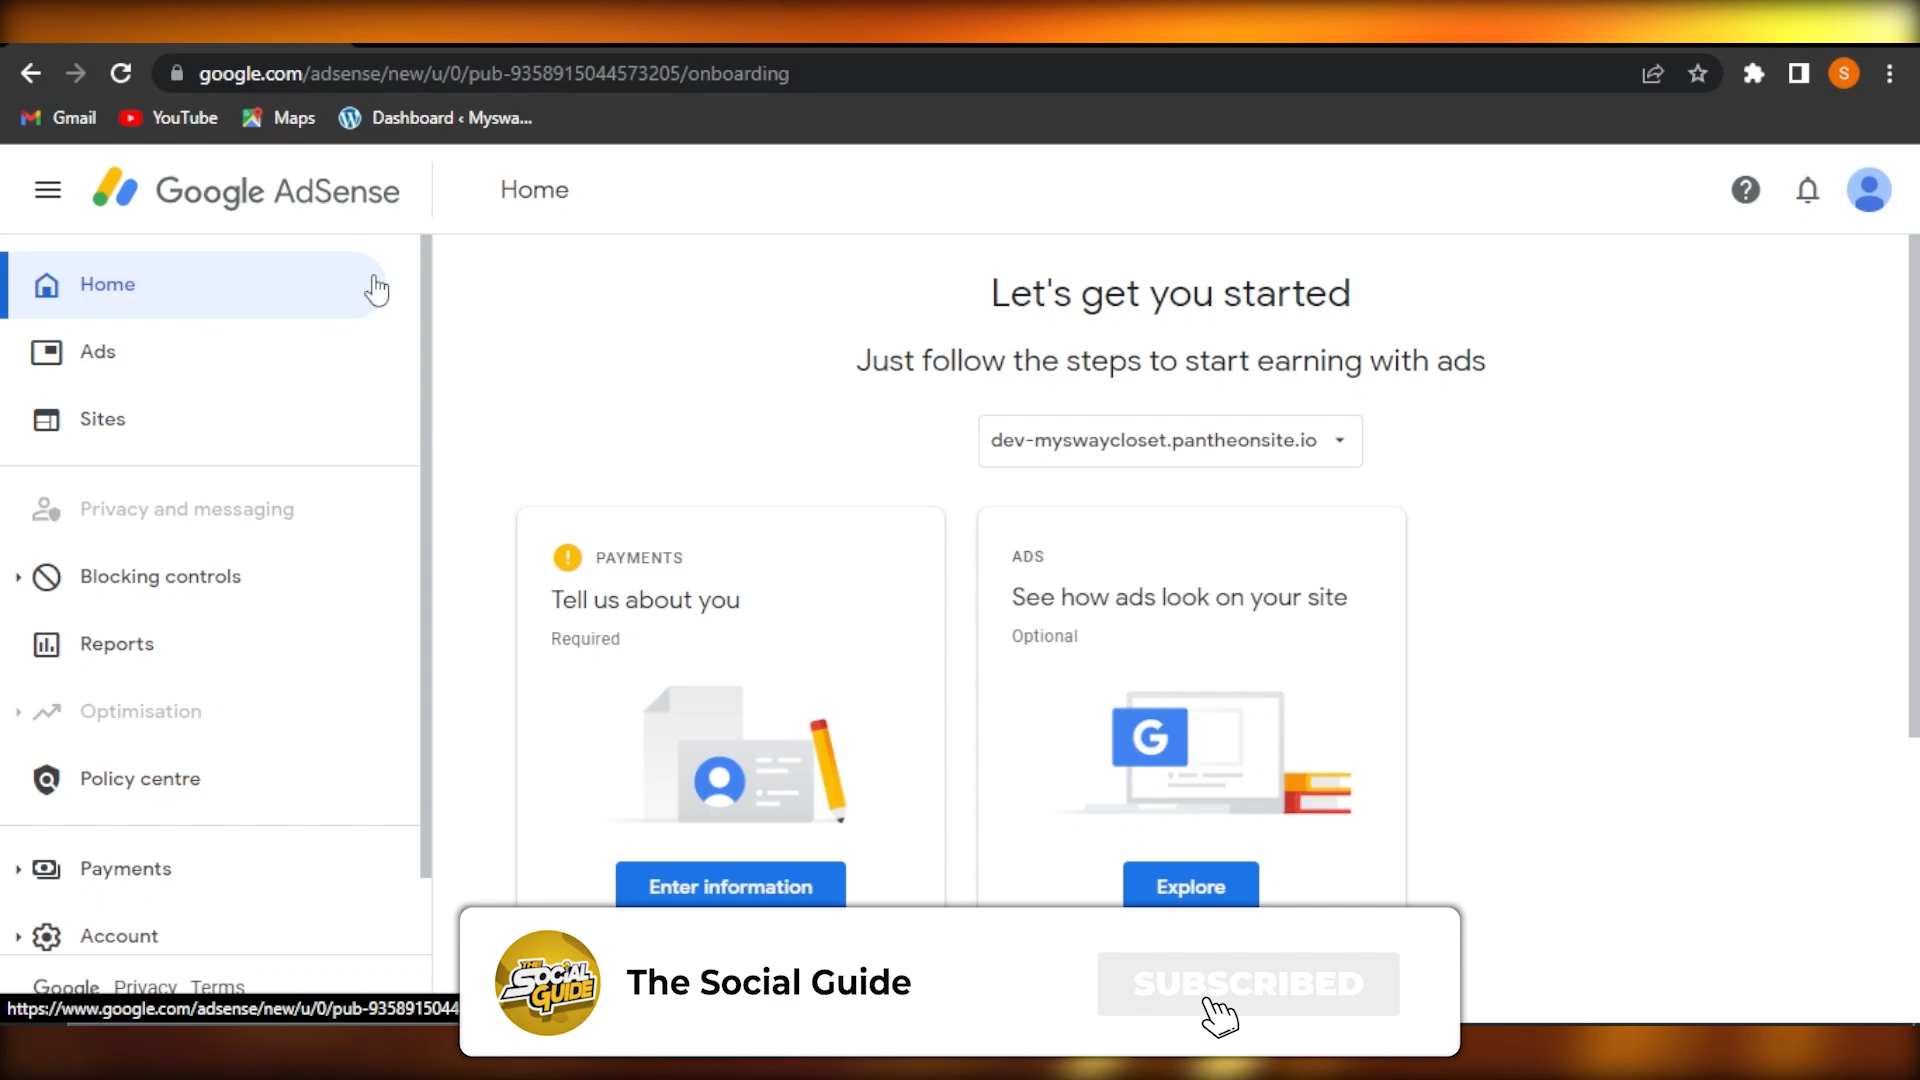 google.com/adsense/new/u/0/pub-9358915044573205/onboarding
S
Gmail
YouTube
Maps
Dashboard ‹ Myswa...
Google AdSense
Home
Home
Ads
Sites
Privacy and messaging
Blocking controls
Reports
Optimisation
Policy centre
Payments
Account
Google Privacy Terms
https://www.google.com/adsense/new/u/0/pub-9358915044
Let's get you started
Just follow the steps to start earning with ads
dev-myswaycloset.pantheonsite.io
PAYMENTS
Tell us about you
Required
Enter information
ADS
See how ads look on your site
Optional
G
Explore
THE SOCIAL GUIDE
The Social Guide
SUBSCRIBED